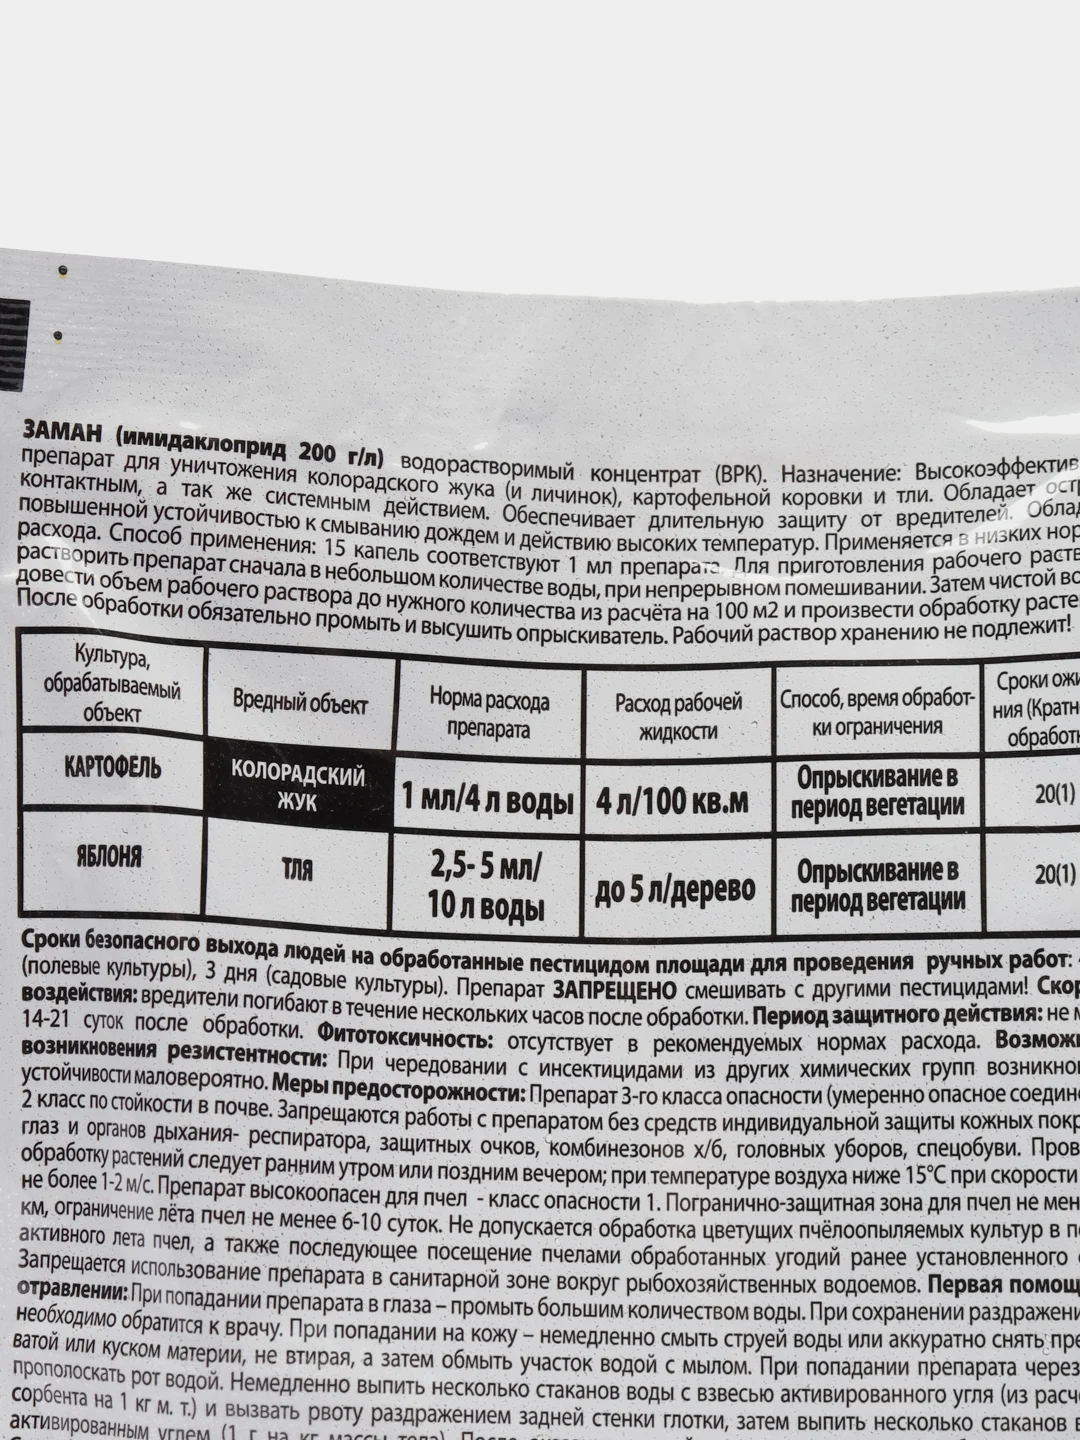 ЗАМАН (имидаклоприд 200 г/л) водорастворимый концентрат (ВРК). Назначение: Высокоэффектив
препарат для уничтожения колорадского жука (и личинок), картофельной коровки и тли. Обладает остр
контактным, а так же системным действием. Обеспечивает длительную защиту от вредителей. Облад
повышенной устойчивостью к смыванию дождем и действию высоких температур. Применяется в низких нор
расхода. Способ применения: 15 капель соответствуют 1 мл препарата. Для приготовления рабочего раств
растворить препарат сначала в небольшом количестве воды, при непрерывном помешивании. Затем чистой во
довести объем рабочего раствора до нужного количества из расчёта на 100 м2 и произвести обработку расте
После обработки обязательно промыть и высушить опрыскиватель. Рабочий раствор хранению не подлежит!
Культура, обрабатываемый объект
Вредный объект
Норма расхода препарата
Расход рабочей жидкости
Способ, время обработ-ки ограничения
Сроки ожи
ния (Кратн
обработк
КАРТОФЕЛЬ
КОЛОРАДСКИЙ ЖУК
1 мл/4 л воды
4 л/100 кв.м
Опрыскивание в период вегетации
20(1)
ЯБЛОНЯ
ТЛЯ
2,5- 5 мл/ 10 л воды
до 5 л/дерево
Опрыскивание в период вегетации
20(1)
Сроки безопасного выхода людей на обработанные пестицидом площади для проведения ручных работ:
(полевые культуры), 3 дня (садовые культуры). Препарат ЗАПРЕЩЕНО смешивать с другими пестицидами! Скор
воздействия: вредители погибают в течение нескольких часов после обработки. Период защитного действия: не м
14-21 суток после обработки. Фитотоксичность: отсутствует в рекомендуемых нормах расхода. Возможн
возникновения резистентности: При чередовании с инсектицидами из других химических групп возникно
устойчивости маловероятно. Меры предосторожности: Препарат 3-го класса опасности (умеренно опасное соедине
2 класс по стойкости в почве. Запрещаются работы с препаратом без средств индивидуальной защиты кожных покр
глаз и органов дыхания- респиратора, защитных очков, комбинезонов х/б, головных уборов, спецобуви. Пров
обработку растений следует ранним утром или поздним вечером; при температуре воздуха ниже 15°С при скорости
не более 1-2 м/с. Препарат высокоопасен для пчел - класс опасности 1. Погранично-защитная зона для пчел не мен
км, ограничение лёта пчел не менее 6-10 суток. Не допускается обработка цветущих пчёлоопыляемых культур в пе
активного лета пчел, а также последующее посещение пчелами обработанных угодий ранее установленного с
Запрещается использование препарата в санитарной зоне вокруг рыбохозяйственных водоемов. Первая помощ
отравлении: При попадании препарата в глаза – промыть большим количеством воды. При сохранении раздражени
необходимо обратится к врачу. При попадании на кожу – немедленно смыть струей воды или аккуратно снять пре
ватой или куском материи, не втирая, а затем обмыть участок водой с мылом. При попадании препарата через
прополоскать рот водой. Немедленно выпить несколько стаканов воды с взвесью активированного угля (из расч
сорбента на 1 кг м. т.) и вызвать рвоту раздражением задней стенки глотки, затем выпить несколько стаканов в
активированным углем (1 г на кг массы тела). После